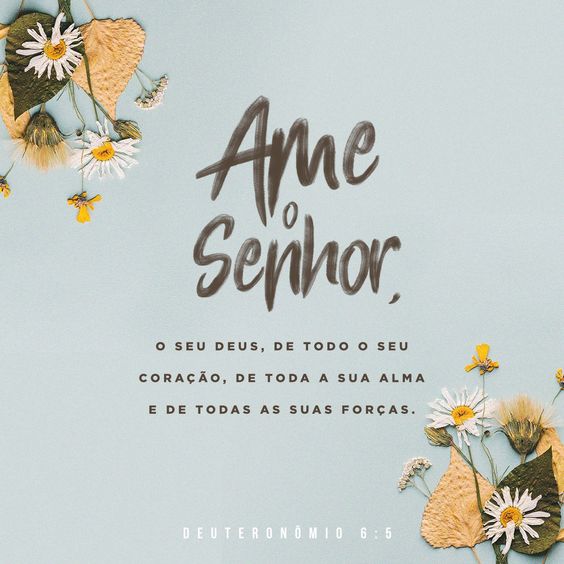 Ame
o
Senhor,
O SEU DEUS, DE TODO O SEU
CORAÇÃO, DE TODA A SUA ALMA
E DE TODAS AS SUAS FORÇAS.
DEUTERONÔMIO 6:5